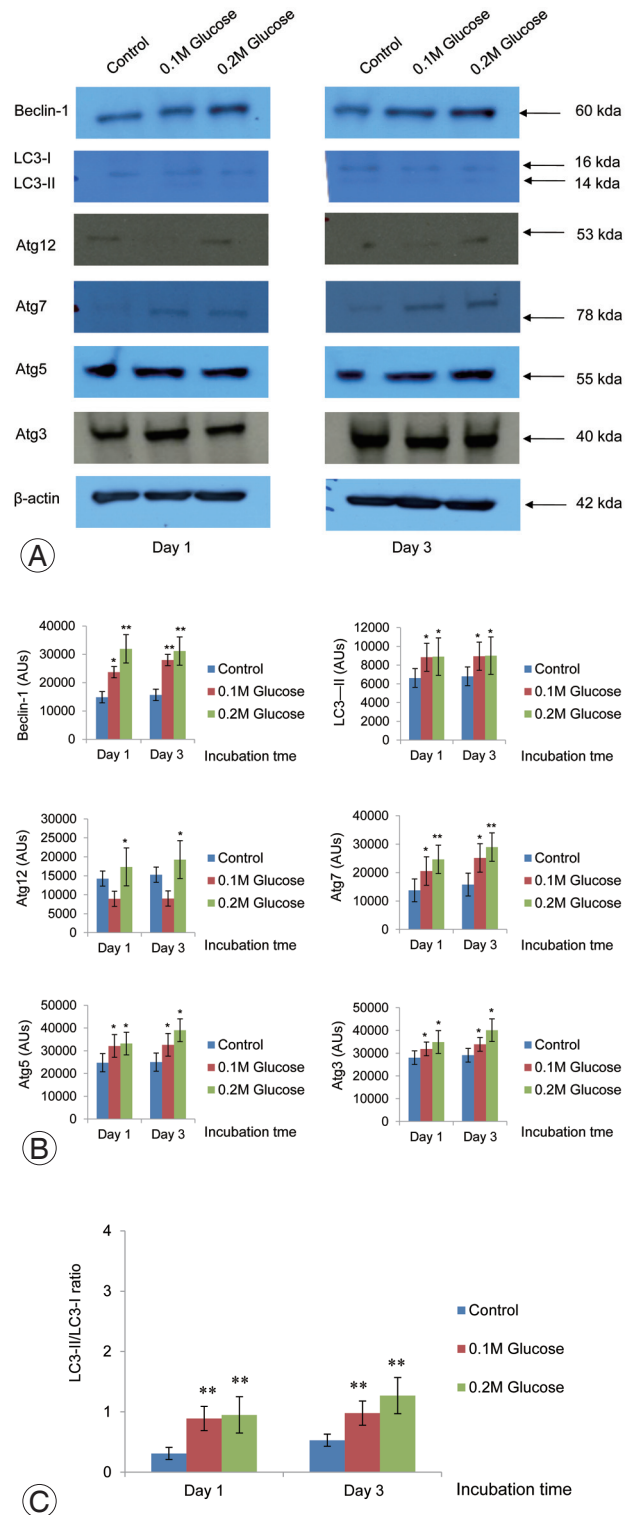 Control 0.1M Glucose 0.2M Glucose Control 0.1M Glucose 0.2M Glucose
Beclin-1 60 kda
LC3-I 16 kda
LC3-II 14 kda
Atg12 53 kda
Atg7 78 kda
Atg5 55 kda
Atg3 40 kda
β-actin 42 kda
A Day 1 Day 3
Beclin-1 (AUs)
40000
30000
20000
10000
0
* ** ** **
Day 1 Day 3
Control
0.1M Glucose
0.2M Glucose
Incubation tme
LC3—II (AUs)
12000
10000
8000
6000
4000
2000
0
* * * *
Day 1 Day 3
Control
0.1M Glucose
0.2M Glucose
Incubation tme
Atg12 (AUs)
30000
25000
20000
15000
10000
5000
0
* *
Day 1 Day 3
Control
0.1M Glucose
0.2M Glucose
Incubation tme
Atg7 (AUs)
40000
30000
20000
10000
0
* ** * **
Day 1 Day 3
Control
0.1M Glucose
0.2M Glucose
Incubation tme
Atg5 (AUs)
50000
40000
30000
20000
10000
0
* * * *
Day 1 Day 3
Control
0.1M Glucose
0.2M Glucose
Incubation tme
Atg3 (AUs)
50000
40000
30000
20000
10000
0
* * * *
Day 1 Day 3
Control
0.1M Glucose
0.2M Glucose
Incubation tme
B
LC3-II/LC3-I ratio
4
3
2
1
0
** ** ** **
Day 1 Day 3
Control
0.1M Glucose
0.2M Glucose
Incubation time
C